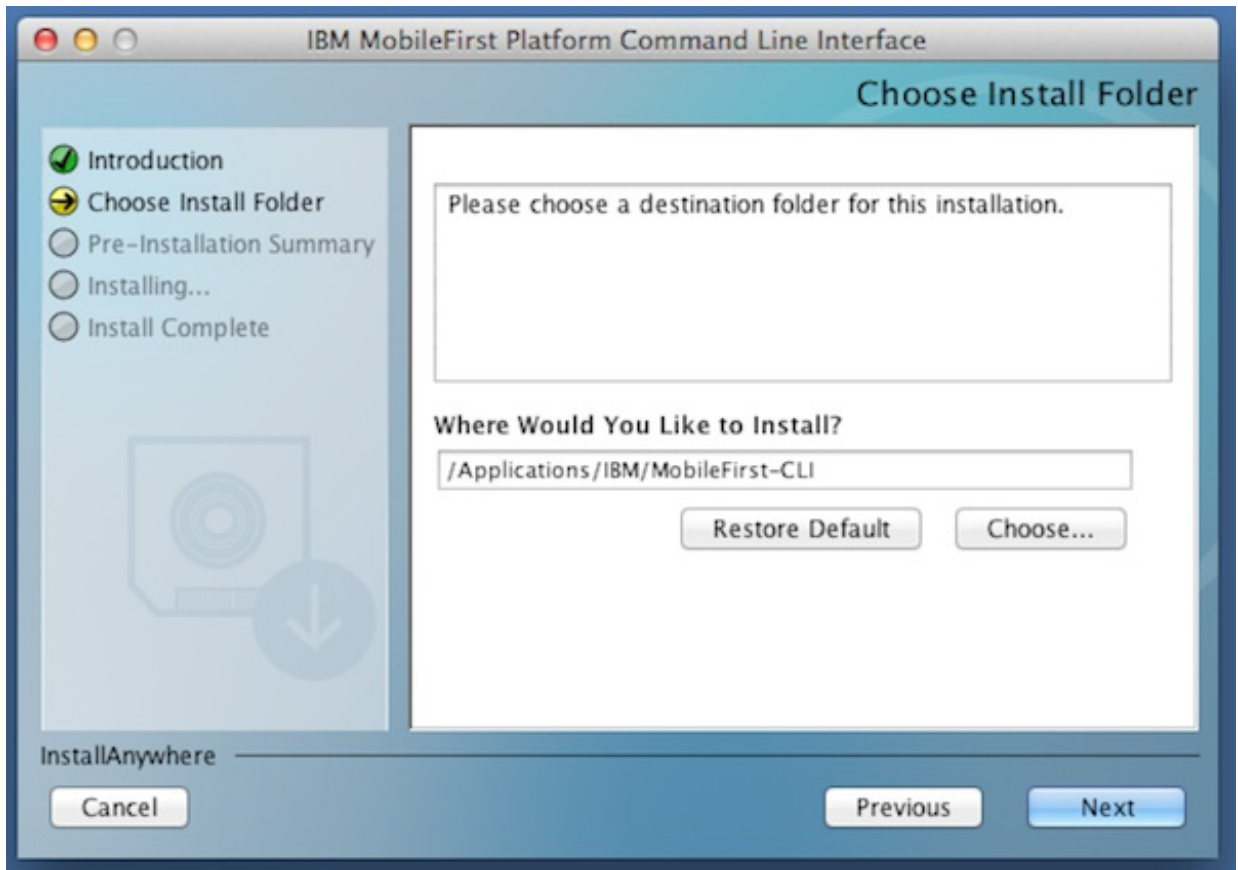 IBM MobileFirst Platform Command Line Interface
Choose Install Folder
Introduction
Choose Install Folder
Pre-Installation Summary
Installing...
Install Complete
Please choose a destination folder for this installation.
Where Would You Like to Install?
/Applications/IBM/MobileFirst-CLI
Restore Default
Choose...
InstallAnywhere
Cancel
Previous
Next